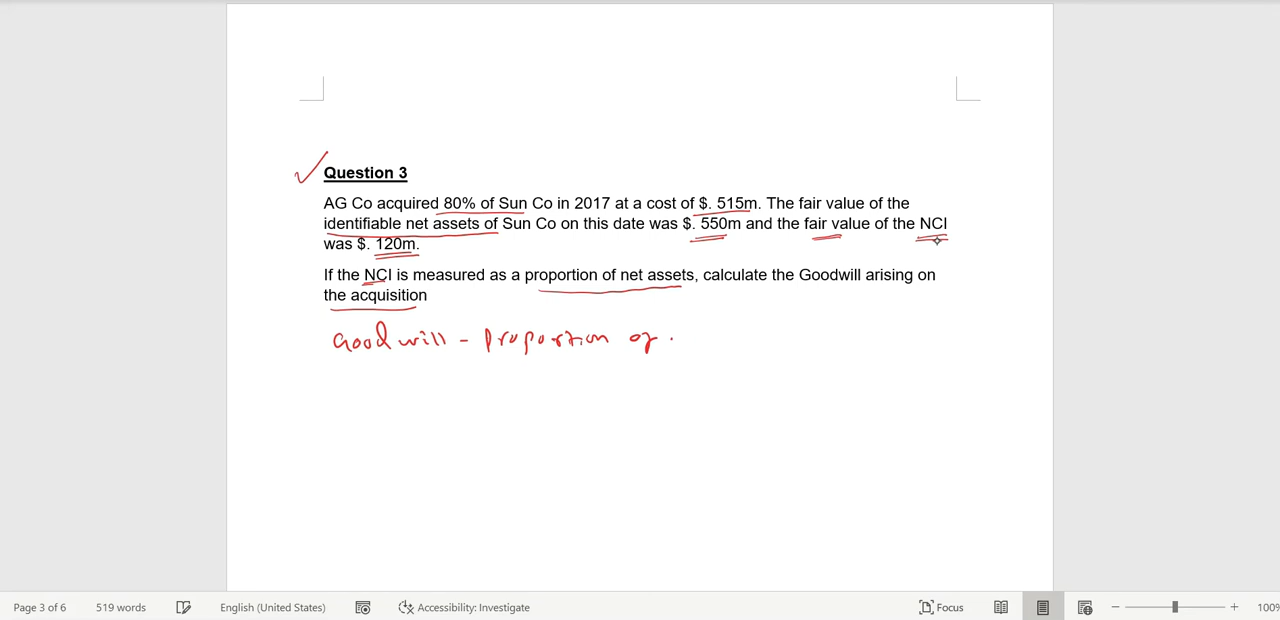 Question 3
AG Co acquired 80% of Sun Co in 2017 at a cost of $. 515m. The fair value of the
identifiable net assets of Sun Co on this date was $. 550m and the fair value of the NCI
was $. 120m.
If the NCI is measured as a proportion of net assets, calculate the Goodwill arising on
the acquisition
Goodwill - Proportion of
Page 3 of 6 519 words English (United States) Accessibility: Investigate Focus 100%